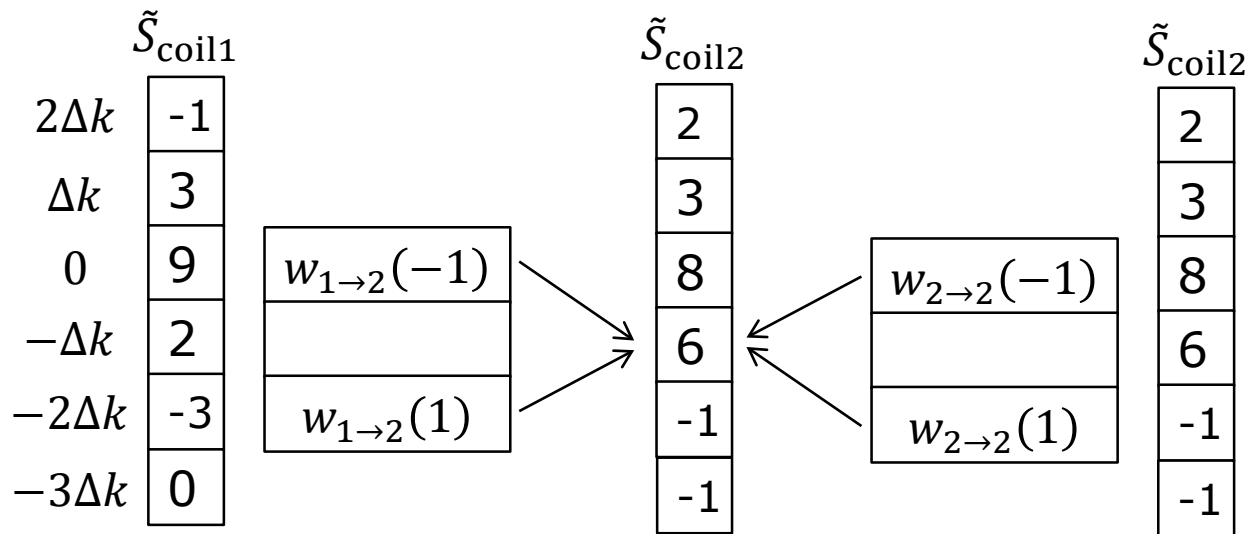 S̃coil1 S̃coil2 S̃coil2
2Δk -1 2 2
Δk 3 3 3
0 9 w1→2(−1) 8 w2→2(−1) 8
−Δk 2 6 6
−2Δk -3 w1→2(1) -1 w2→2(1) -1
−3Δk 0 -1 -1